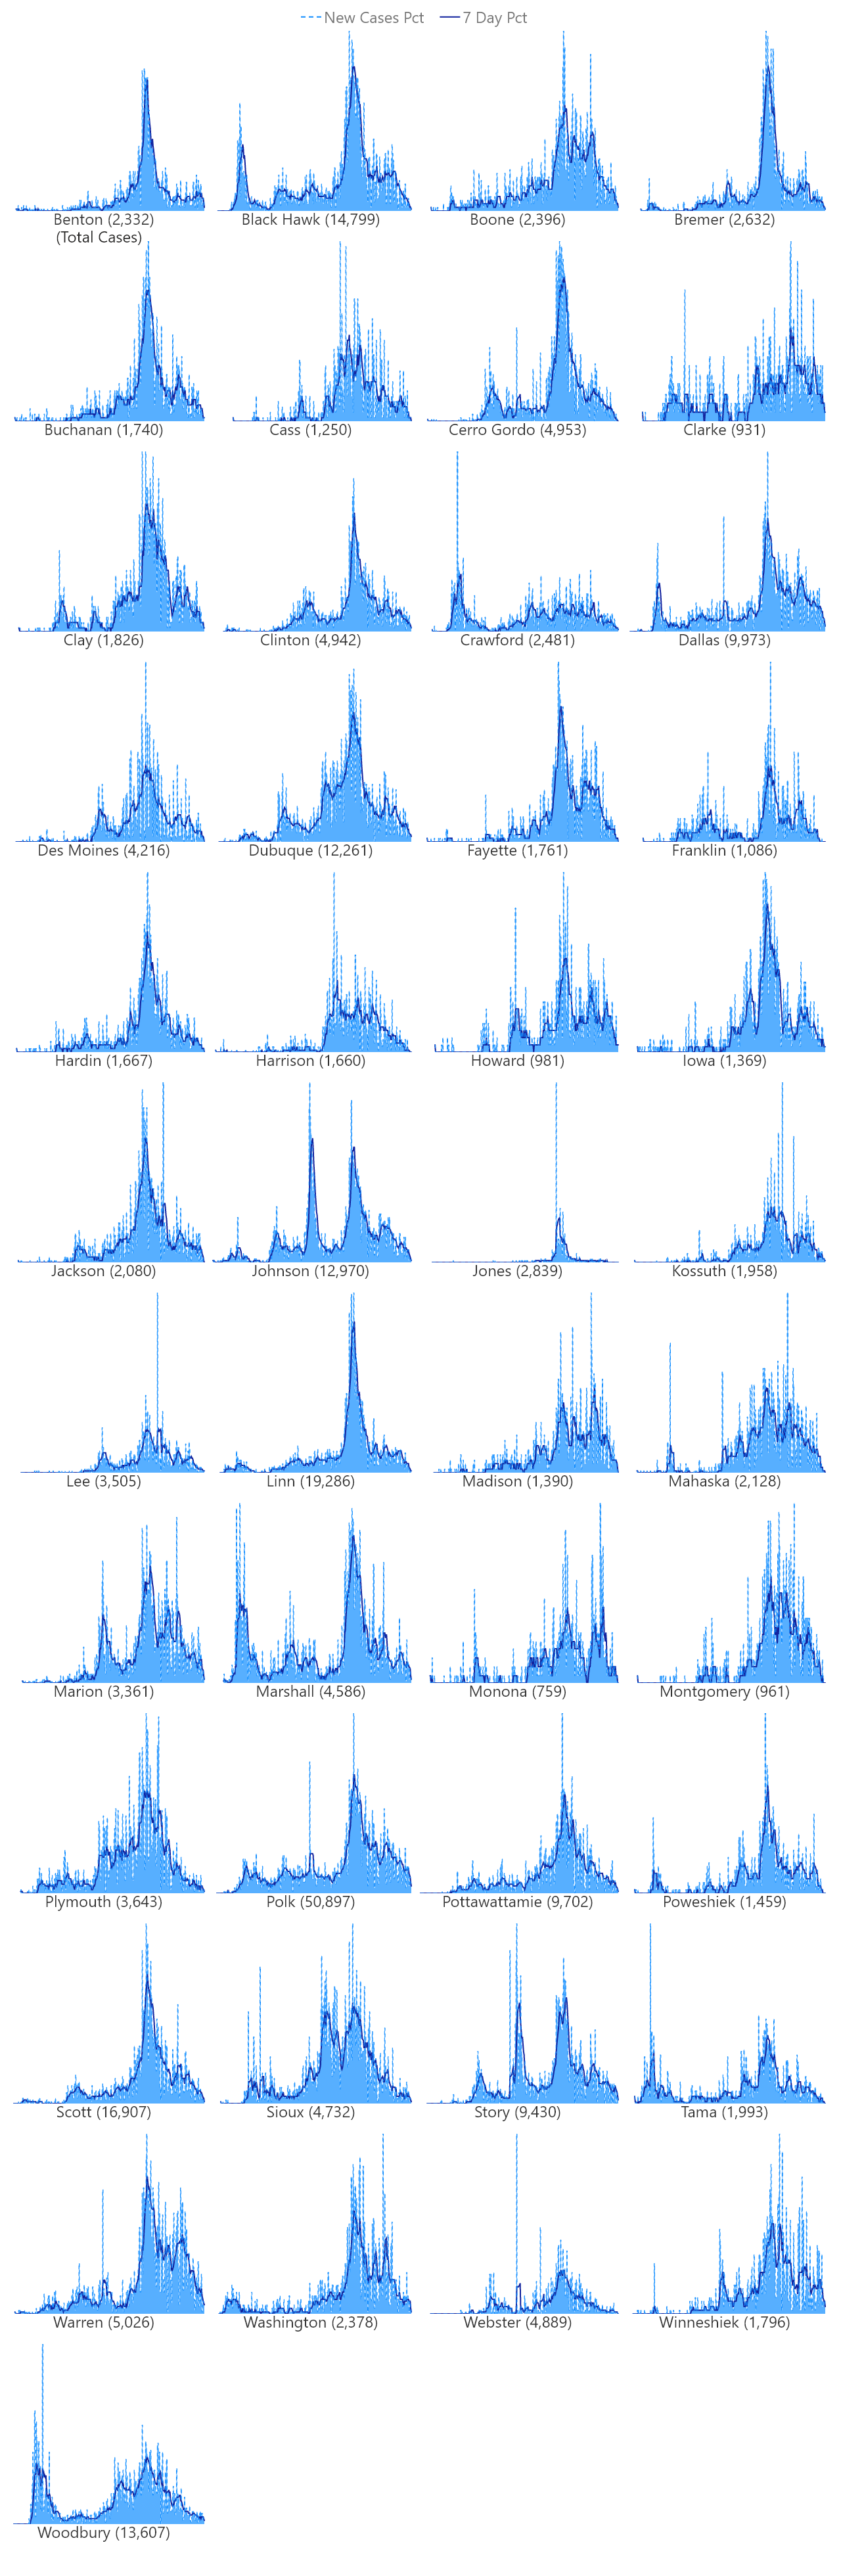 New Cases Pct 7 Day Pct
Benton (2,332) Black Hawk (14,799) Boone (2,396) Bremer (2,632)
(Total Cases)
Buchanan (1,740) Cass (1,250) Cerro Gordo (4,953) Clarke (931)
Clay (1,826) Clinton (4,942) Crawford (2,481) Dallas (9,973)
Des Moines (4,216) Dubuque (12,261) Fayette (1,761) Franklin (1,086)
Hardin (1,667) Harrison (1,660) Howard (981) Iowa (1,369)
Jackson (2,080) Johnson (12,970) Jones (2,839) Kossuth (1,958)
Lee (3,505) Linn (19,286) Madison (1,390) Mahaska (2,128)
Marion (3,361) Marshall (4,586) Monona (759) Montgomery (961)
Plymouth (3,643) Polk (50,897) Pottawattamie (9,702) Poweshiek (1,459)
Scott (16,907) Sioux (4,732) Story (9,430) Tama (1,993)
Warren (5,026) Washington (2,378) Webster (4,889) Winneshiek (1,796)
Woodbury (13,607)